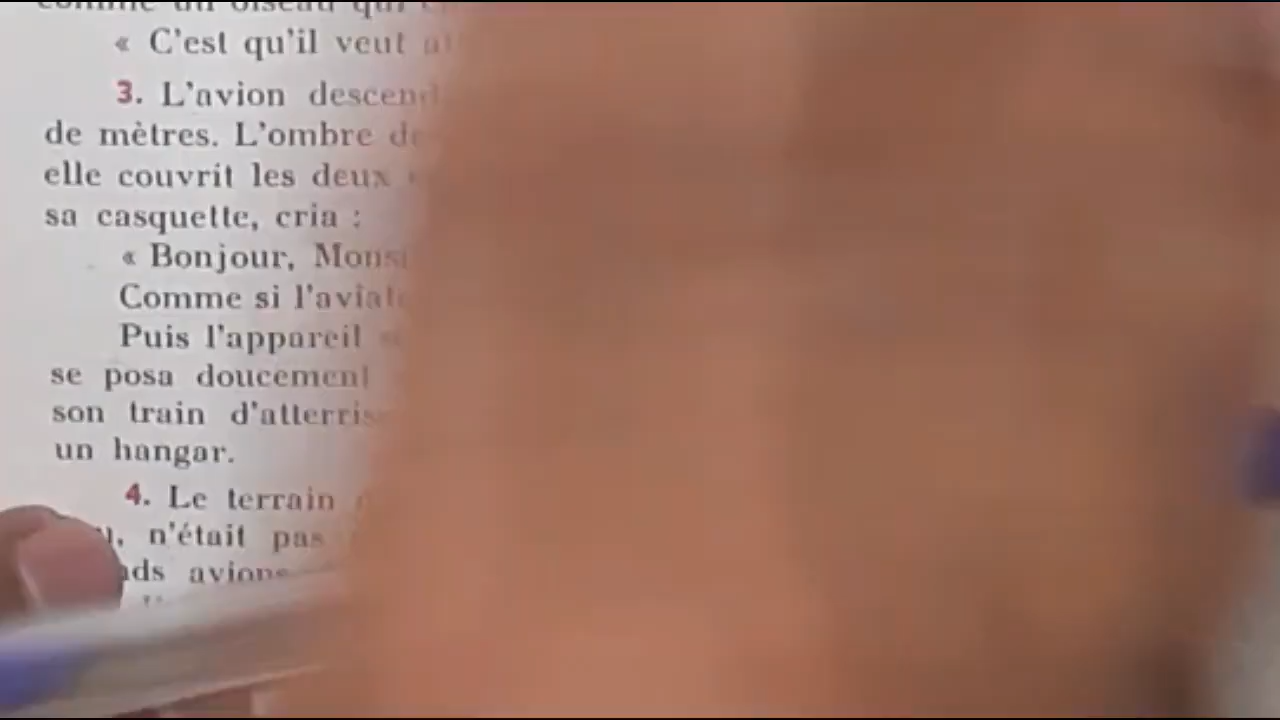 comme un oiseau qui
« C'est qu'il veut
3. L'avion descend
de mètres. L'ombre de
elle couvrit les deux
sa casquette, cria :
« Bonjour, Mons
Comme si l'aviate
Puis l'appareil
se posa doucement
son train d'atterris
un hangar.
4. Le terrain
n'était pas
ds avions